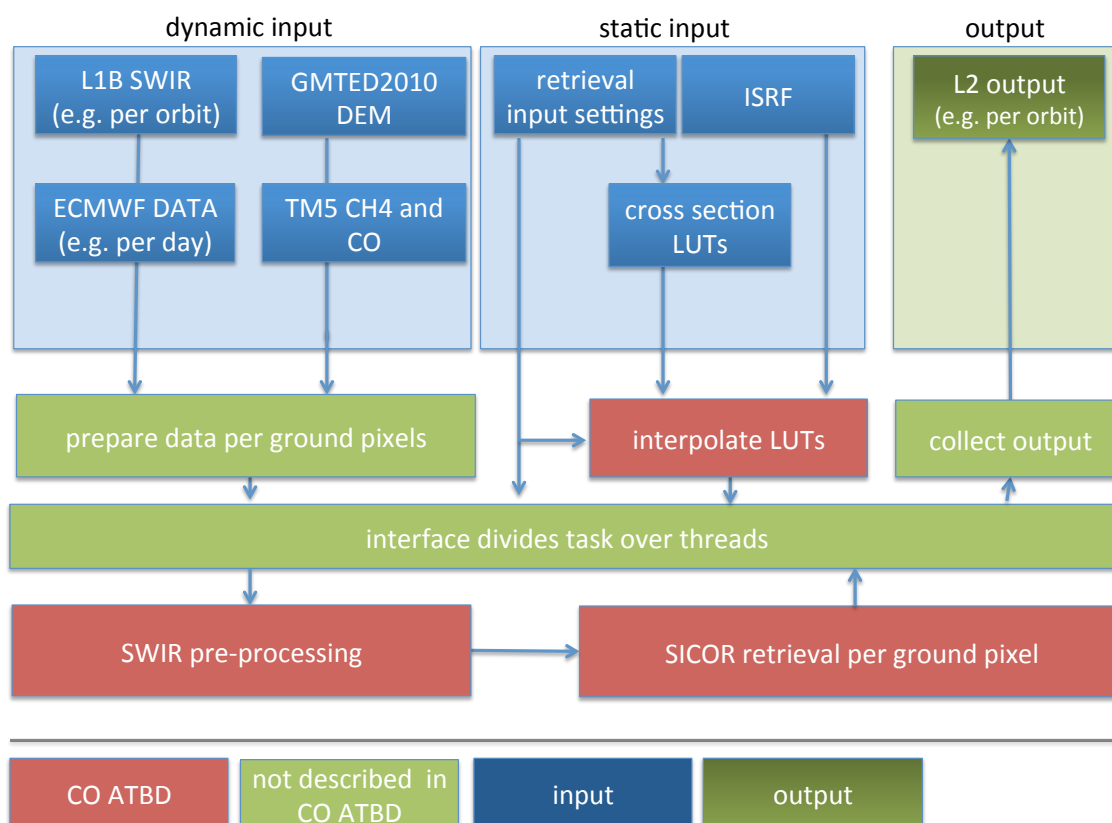 dynamic input
static input
output
L1B SWIR
(e.g. per orbit)
GMTED2010
DEM
retrieval
input settings
ISRF
L2 output
(e.g. per orbit)
ECMWF DATA
(e.g. per day)
TM5 CH4 and
CO
cross section
LUTs
prepare data per ground pixels
interpolate LUTs
collect output
interface divides task over threads
SWIR pre-processing
SICOR retrieval per ground pixel
CO ATBD
not described in
CO ATBD
input
output